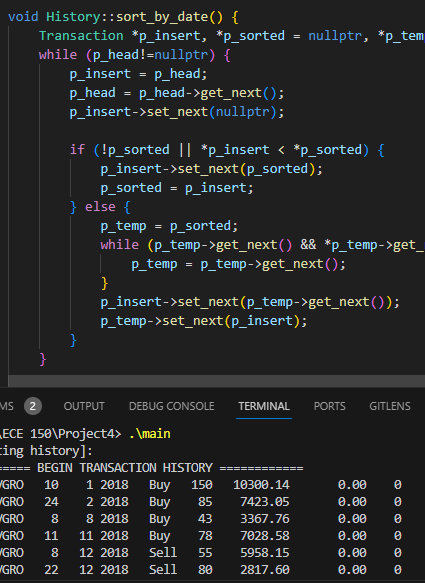 void History::sort_by_date() {
Transaction *p_insert, *p_sorted = nullptr, *p_tem
while (p_head!=nullptr) {
p_insert = p_head;
p_head = p_head->get_next();
p_insert->set_next(nullptr);
if (!p_sorted || *p_insert < *p_sorted) {
p_insert->set_next(p_sorted);
p_sorted = p_insert;
} else {
p_temp = p_sorted;
while (p_temp->get_next() && *p_temp->get_
p_temp = p_temp->get_next();
}
p_insert->set_next(p_temp->get_next());
p_temp->set_next(p_insert);
}
}
MS 2 OUTPUT DEBUG CONSOLE TERMINAL PORTS GITLENS
\ECE 150\Project4> .\main
ting history]:
===== BEGIN TRANSACTION HISTORY ============
VGRO 10 1 2018 Buy 150 10300.14 0.00 0
VGRO 24 2 2018 Buy 85 7423.05 0.00 0
VGRO 8 8 2018 Buy 43 3367.76 0.00 0
VGRO 11 11 2018 Buy 78 7028.58 0.00 0
VGRO 8 12 2018 Sell 55 5958.15 0.00 0
VGRO 22 12 2018 Sell 80 2817.60 0.00 0